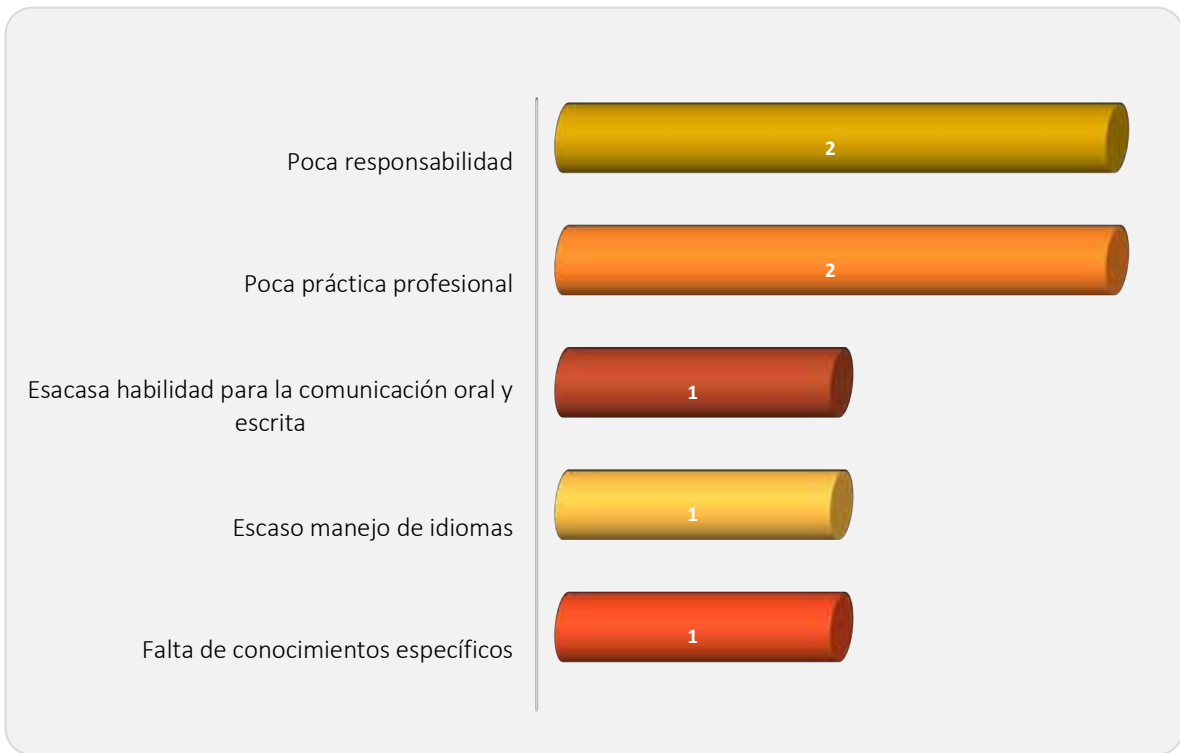 2
Poca responsabilidad
2
Poca práctica profesional
1
Esacasa habilidad para la comunicación oral y
escrita
1
Escaso manejo de idiomas
1
Falta de conocimientos específicos